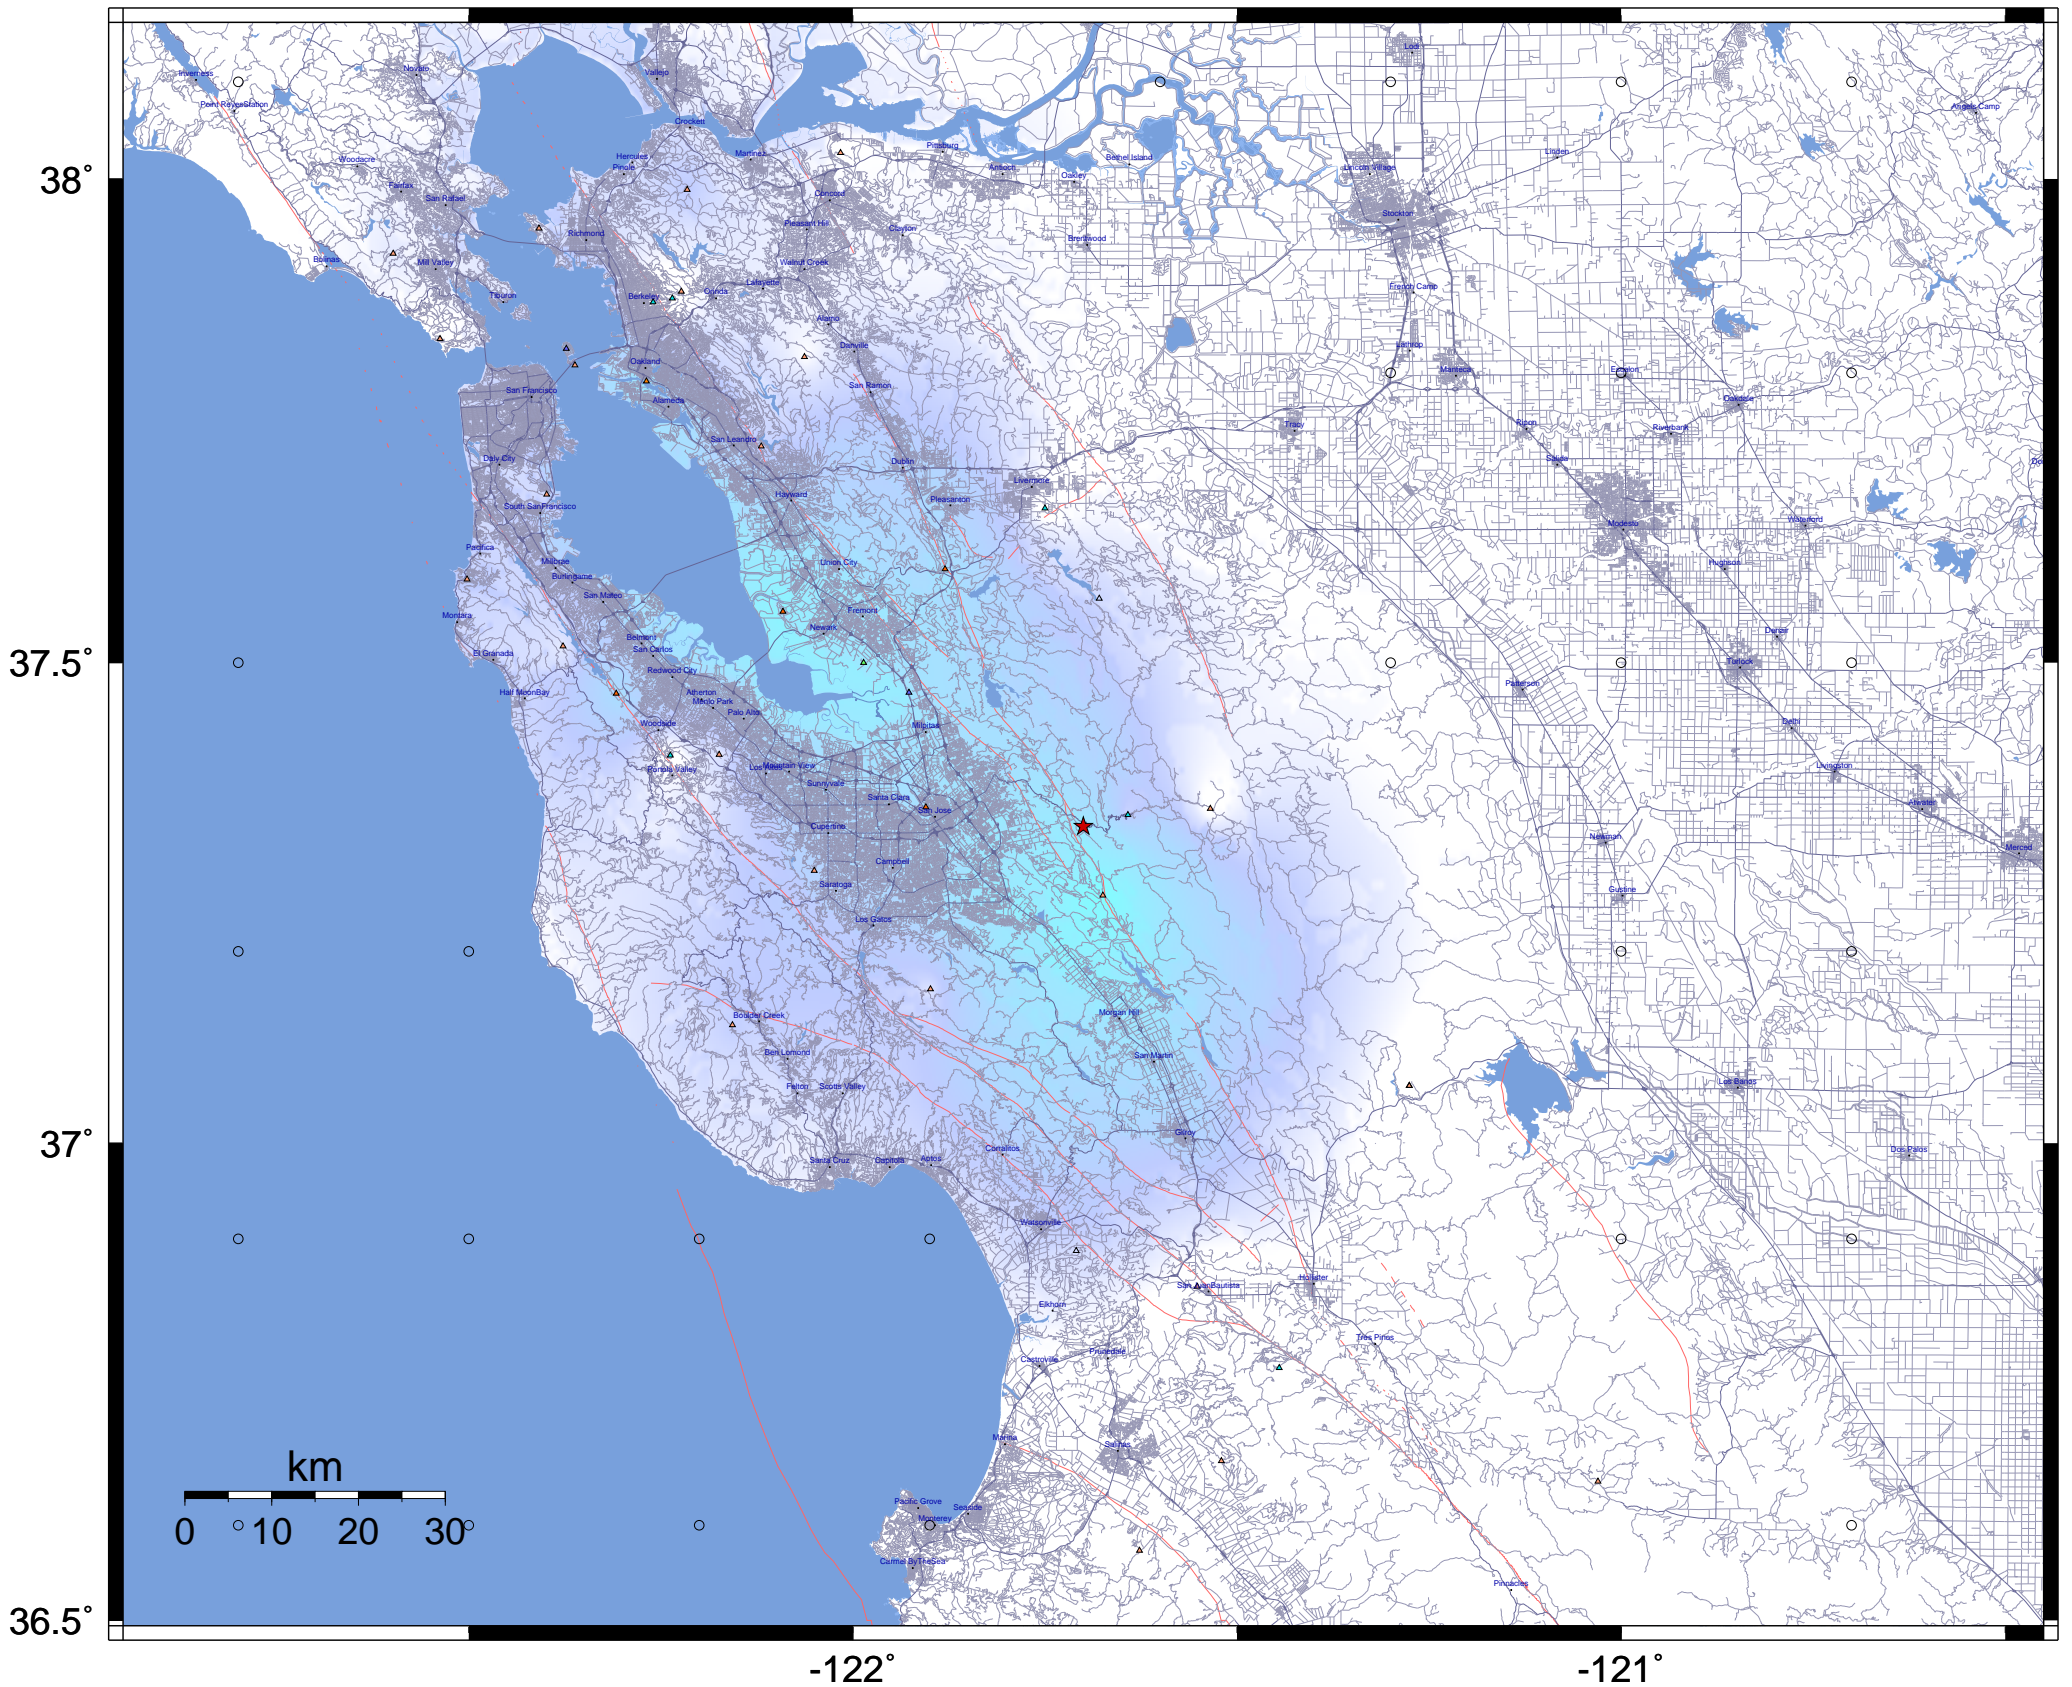 Lodi
Novato
Vallejo
Inverness
Point ReyesStation
Angels Camp
Crockett
Pittsburg
Linden
Martinez
Hercules
Bethel Island
Woodacre
Pinole
Antioch
Lincoln Village
38°
Oakley
Fairfax
Concord
San Rafael
Stockton
Pleasant Hill
Clayton
Richmond
Brentwood
Bolinas
Mill Valley
Walnut Creek
Lafayette
French Camp
Orinda
Tiburon
Berkeley
Alamo
Danville
Lathrop
Oakland
Manteca
Escalon
San Ramon
San Francisco
Alameda
Oakdale
Ripon
Tracy
Riverbank
San Leandro
Daly City
Dublin
Salida
Livermore
Hayward
Pleasanton
South SanFrancisco
Waterford
Modesto
Pacifica
Millbrae
Union City
Hughson
Burlingame
San Mateo
Fremont
Montara
Newark
Denair
Belmont
San Carlos
El Granada
37.5°
Turlock
Redwood City
Patterson
Half MoonBay
Atherton
Menlo Park
Palo Alto
Woodside
Milpitas
Delhi
Livingston
Portola Valley
Mountain View
Sunnyvale
Santa Clara
San Jose
Atwater
Cupertino
Newman
Merced
Campbell
Saratoga
Gustine
Los Gatos
Boulder Creek
Morgan Hill
Ben Lomond
San Martin
Felton
Scotts Valley
Los Banos
Gilroy
37°
Corralitos
Dos Palos
Santa Cruz
Capitola
Aptos
Watsonville
Hollister
San JuanBautista
Elkhorn
Tres Pinos
Prunedale
Castroville
Marina
Salinas
km
Pacific Grove
Seaside
Monterey
0 10 20 30
Carmel ByTheSea
Pinnacles
36.5°
-122°
-121°